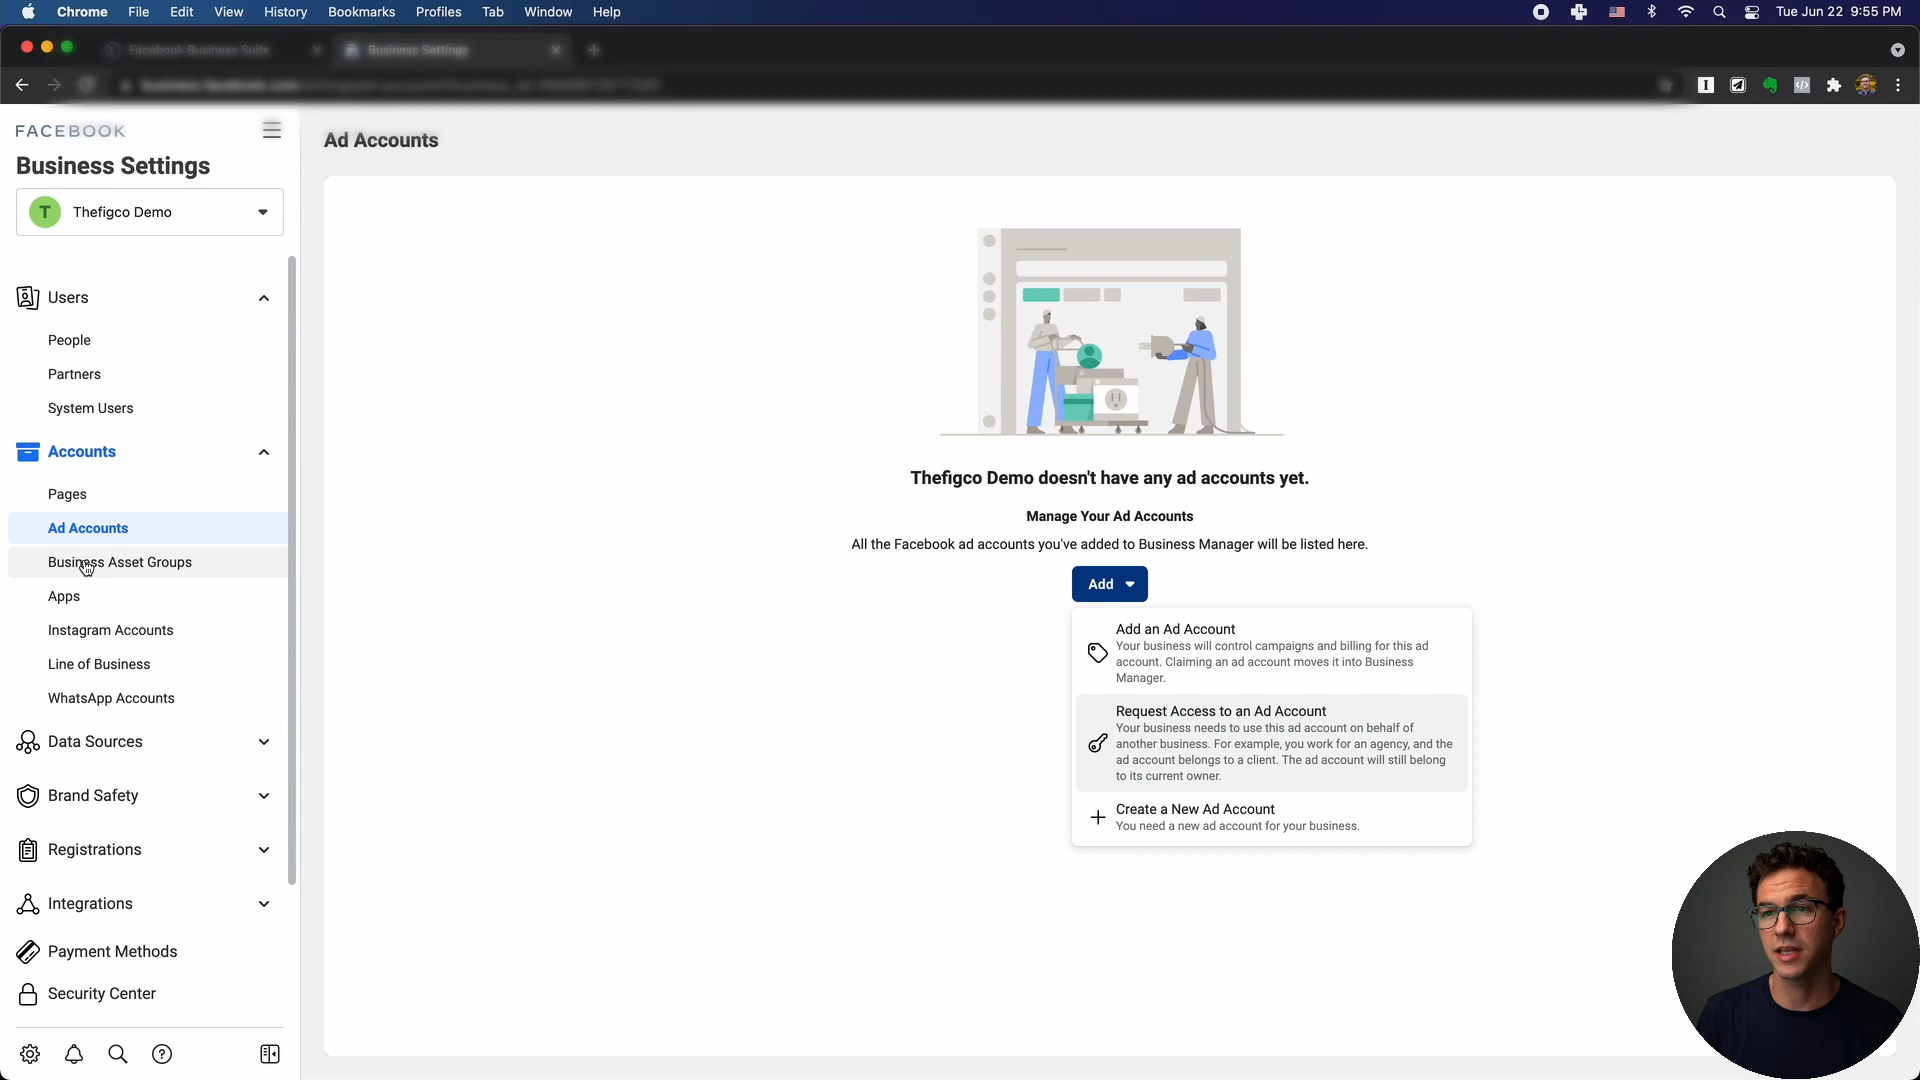 Chrome File Edit View History Bookmarks Profiles Tab Window Help
Tue Jun 22 9:55 PM
Facebook Business Suite
Business Settings
FACEBOOK
Business Settings
T Thefigco Demo
Users
People
Partners
System Users
Accounts
Pages
Ad Accounts
Business Asset Groups
Apps
Instagram Accounts
Line of Business
WhatsApp Accounts
Data Sources
Brand Safety
Registrations
Integrations
Payment Methods
Security Center
Ad Accounts
Thefigco Demo doesn't have any ad accounts yet.
Manage Your Ad Accounts
All the Facebook ad accounts you've added to Business Manager will be listed here.
Add
Add an Ad Account
Your business will control campaigns and billing for this ad
account. Claiming an ad account moves it into Business
Manager.
Request Access to an Ad Account
Your business needs to use this ad account on behalf of
another business. For example, you work for an agency, and the
ad account belongs to a client. The ad account will still belong
to its current owner.
Create a New Ad Account
You need a new ad account for your business.